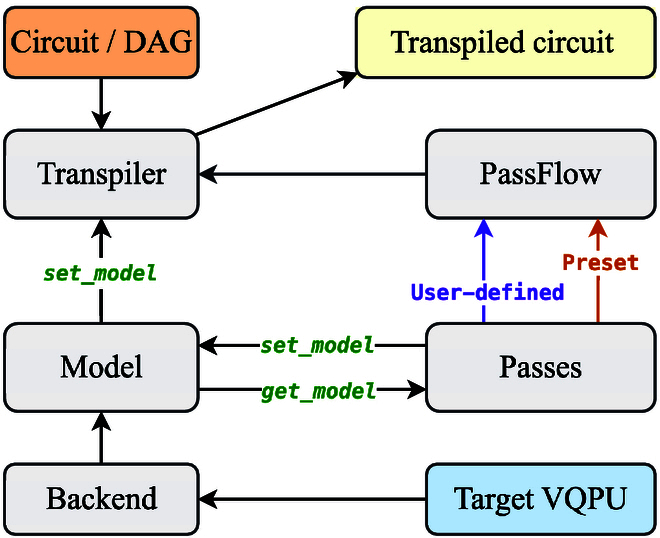 Circuit / DAG
Transpiled circuit
Transpiler
PassFlow
set_model
Preset
User-defined
set_model
Model
Passes
get_model
Backend
Target VQPU